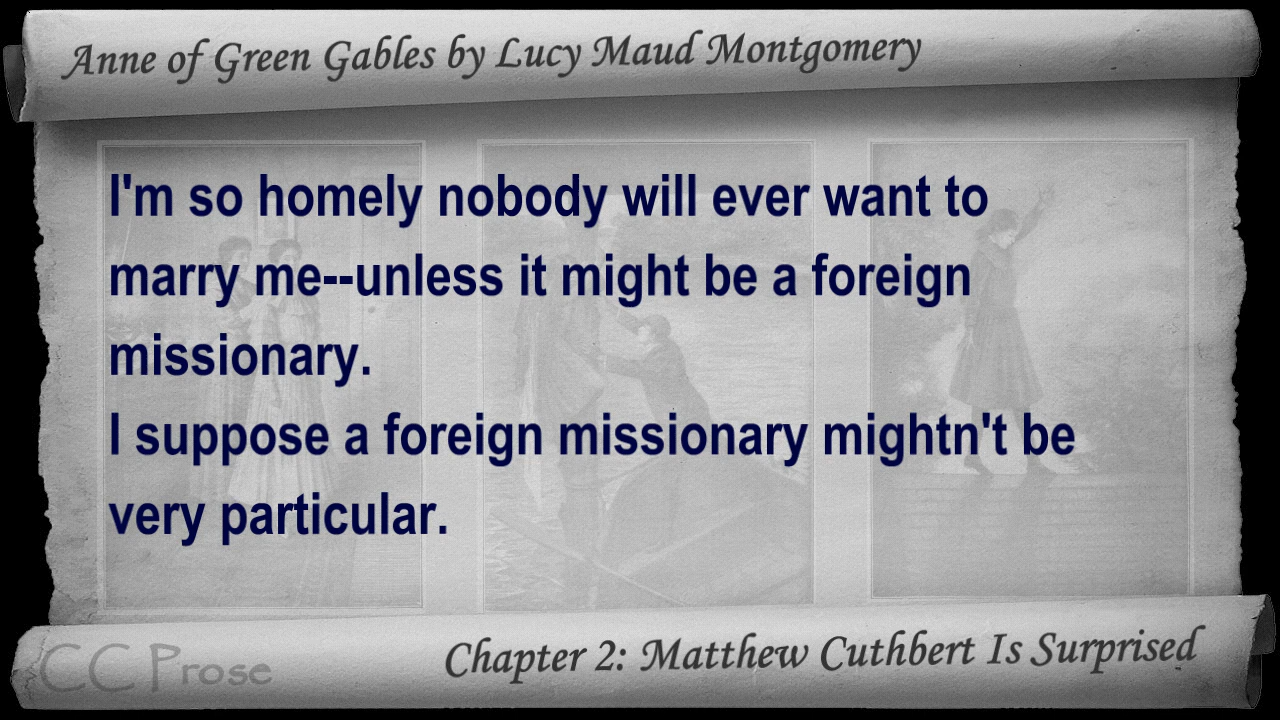 Anne of Green Gables by Lucy Maud Montgomery
I'm so homely nobody will ever want to
marry me--unless it might be a foreign
missionary.
I suppose a foreign missionary mightn't be
very particular.
CC Prose
Chapter 2: Matthew Cuthbert Is Surprised